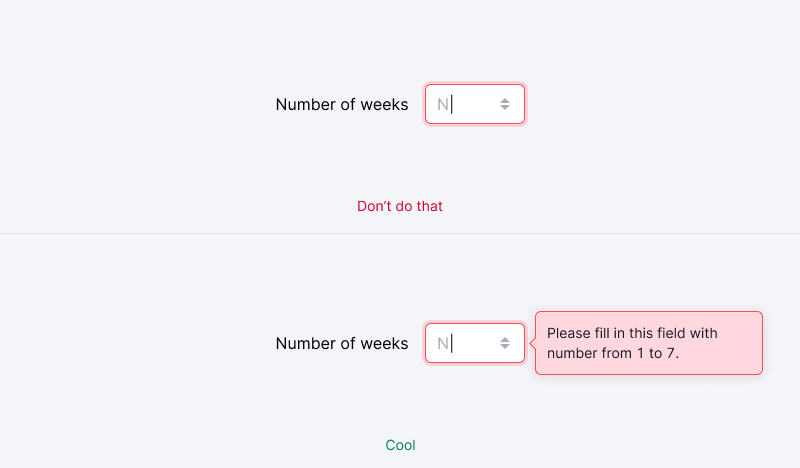 Number of weeks N
Don’t do that
Number of weeks N
Please fill in this field with
number from 1 to 7.
Cool